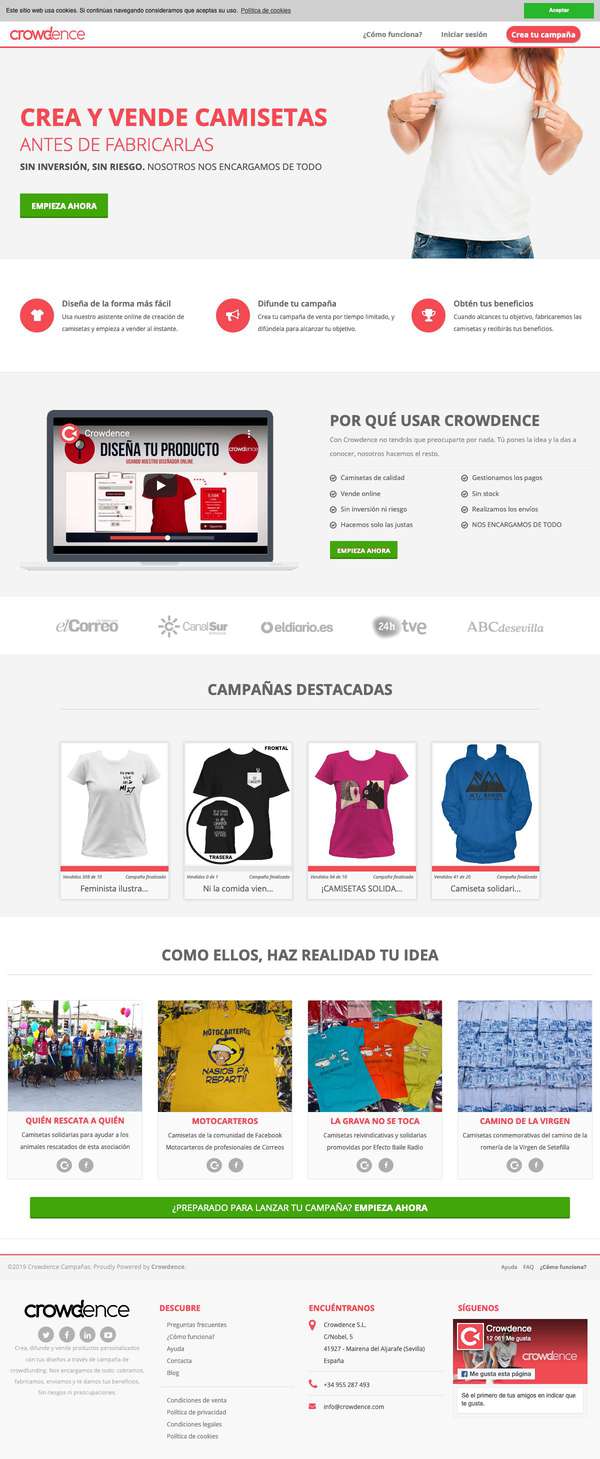 Este sitio web usa cookies. Si continúas navegando consideramos que aceptas su uso. Política de cookies
Aceptar
crowdence
¿Cómo funciona?
Iniciar sesión
Crea tu campaña
CREA Y VENDE CAMISETAS
ANTES DE FABRICARLAS
SIN INVERSIÓN, SIN RIESGO. NOSOTROS NOS ENCARGAMOS DE TODO
EMPIEZA AHORA
Diseña de la forma más fácil
Usa nuestro asistente online de creación de
camisetas y empieza a vender al instante.
Difunde tu campaña
Crea tu campaña de venta por tiempo limitado, y
difúndela para alcanzar tu objetivo.
Obtén tus beneficios
Cuando alcances tu objetivo, fabricaremos las
camisetas y recibirás tus beneficios.
Crowdence
DISEÑA TU PRODUCTO
USANDO NUESTRO DISEÑADOR ONLINE
crowdence
POR QUÉ USAR CROWDENCE
Con Crowdence no tendrás que preocuparte por nada. Tú pones la idea y la das a
conocer, nosotros hacemos el resto.
Camisetas de calidad
Gestionamos los pagos
Vende online
Sin stock
Sin inversión ni riesgo
Realizamos los envíos
Hacemos solo las justas
NOS ENCARGAMOS DE TODO
EMPIEZA AHORA
elCorreo
CanalSur
eldiario.es
24h tve
ABCdesevilla
CAMPAÑAS DESTACADAS
FRONTAL
TRASERA
Vendidos 308 de 10
Campaña finalizada
Feminista ilustra...
Vendidos 0 de 1
Campaña finalizada
Ni la comida vien...
Vendidos 94 de 10
Campaña finalizada
¡CAMISETAS SOLIDA...
Vendidos 41 de 20
Campaña finalizada
Camiseta solidari...
COMO ELLOS, HAZ REALIDAD TU IDEA
MOTOCARTEROS
NASIOS PA
REPARTI!
QUIÉN RESCATA A QUIÉN
Camisetas solidarias para ayudar a los
animales rescatados de esta asociación
MOTOCARTEROS
Camisetas de la comunidad de Facebook
Motocarteros de profesionales de Correos
LA GRAVA NO SE TOCA
Camisetas reivindicativas y solidarias
promovidas por Efecto Baile Radio
CAMINO DE LA VIRGEN
Camisetas conmemorativas del camino de la
romería de la Virgen de Setefilla
¿PREPARADO PARA LANZAR TU CAMPAÑA? EMPIEZA AHORA
©2019 Crowdence Campañas. Proudly Powered by Crowdence.
Ayuda
FAQ
¿Cómo funciona?
crowdence
Crea, difunde y vende productos personalizados
con tus diseños a través de campaña de
crowdfunding. Nos encargamos de todo: cobramos,
fabricamos, enviamos y te damos tus beneficios.
Sin riesgos ni preocupaciones.
DESCUBRE
Preguntas frecuentes
¿Cómo funciona?
Ayuda
Contacta
Blog
Condiciones de venta
Política de privacidad
Condiciones legales
Política de cookies
ENCUÉNTRANOS
Crowdence S.L.
C/Nobel, 5
41927 - Mairena del Aljarafe (Sevilla)
España
+34 955 287 493
info@crowdence.com
SÍGUENOS
Crowdence
12 061 Me gusta
crowdence
Me gusta esta página
Sé el primero de tus amigos en indicar que
te gusta.